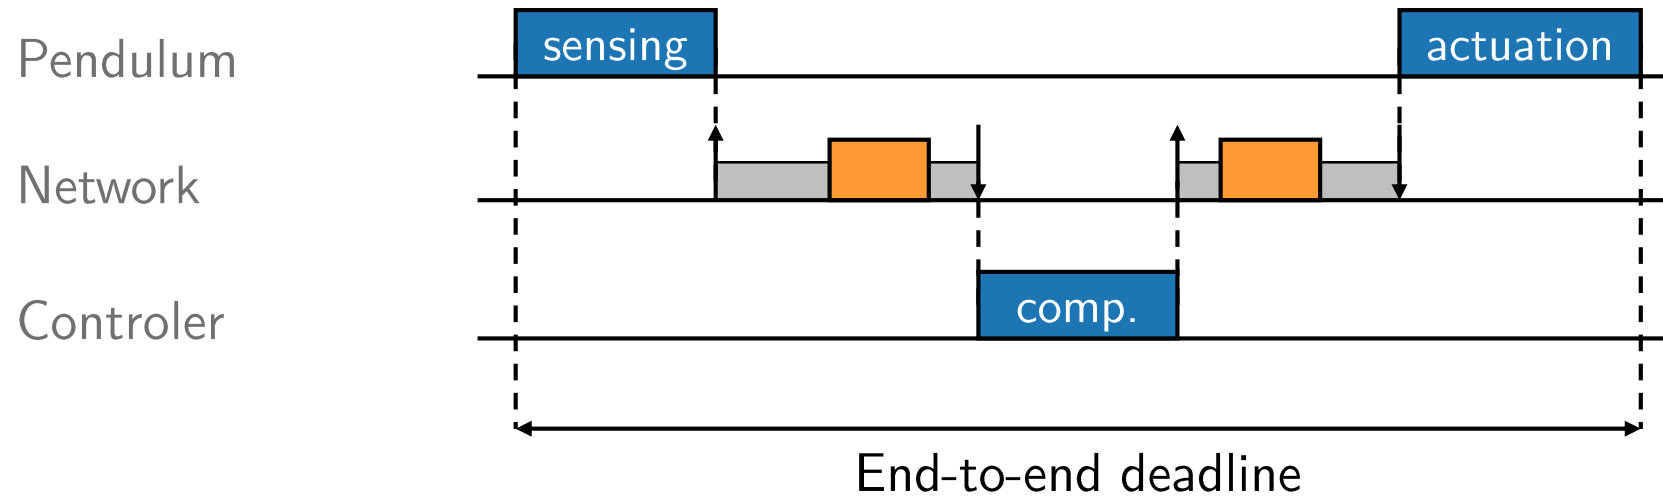 Pendulum
sensing
actuation
Network
Controler
comp.
End-to-end deadline